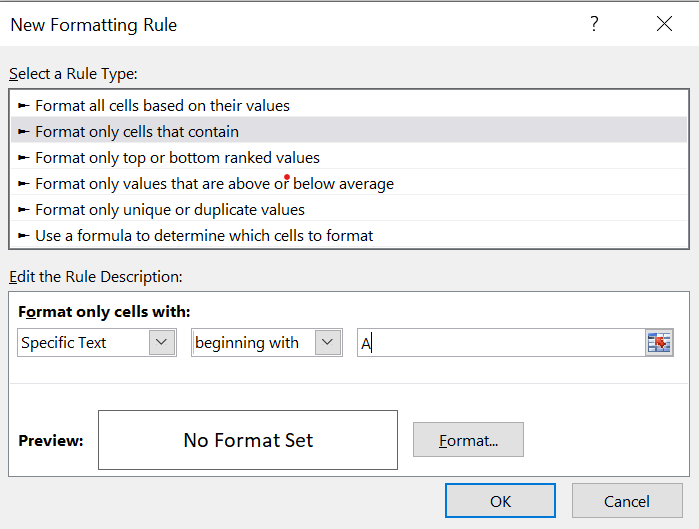 New Formatting Rule ?
Select a Rule Type:
► Format all cells based on their values
► Format only cells that contain
► Format only top or bottom ranked values
► Format only values that are above or below average
► Format only unique or duplicate values
► Use a formula to determine which cells to format
Edit the Rule Description:
Format only cells with:
Specific Text beginning with A
Preview: No Format Set Format...
OK Cancel